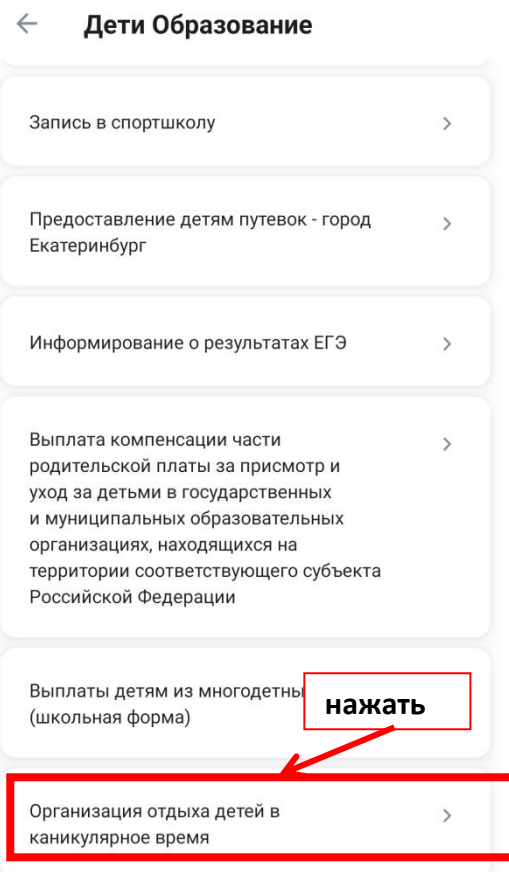 Дети Образование
Запись в спортшколу
Предоставление детям путевок - город
Екатеринбург
Информирование о результатах ЕГЭ
Выплата компенсации части
родительской платы за присмотр и
уход за детьми в государственных
и муниципальных образовательных
организациях, находящихся на
территории соответствующего субъекта
Российской Федерации
Выплаты детям из
(школьная форма)
нажать
Организация отдыха детей в
каникулярное время